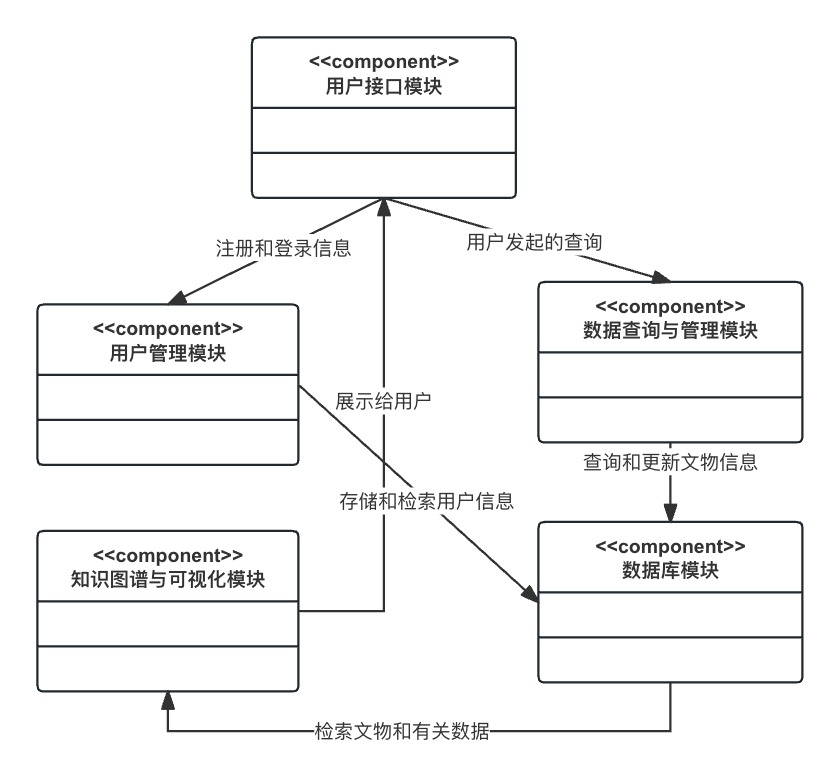 <<component>>
用户接口模块
注册和登录信息
用户发起的查询
<<component>>
用户管理模块
<<component>>
数据查询与管理模块
展示给用户
查询和更新文物信息
存储和检索用户信息
<<component>>
知识图谱与可视化模块
<<component>>
数据库模块
检索文物和有关数据